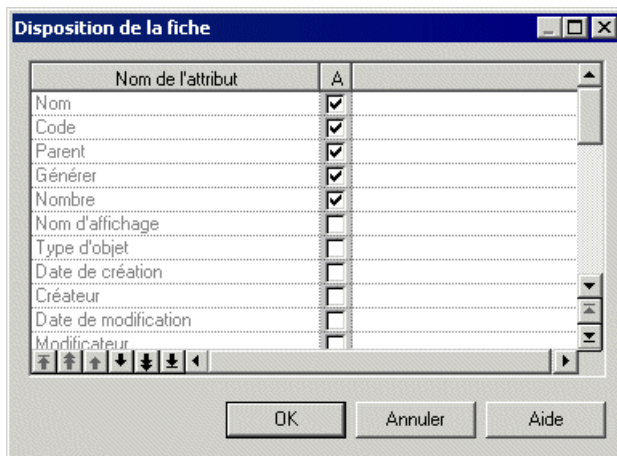 Disposition de la fiche
Nom de l'attribut A
Nom
Code
Parent
Générer
Nombre
Nom d'affichage
Type d'objet
Date de création
Créateur
Date de modification
Modificateur
OK Annuler Aide